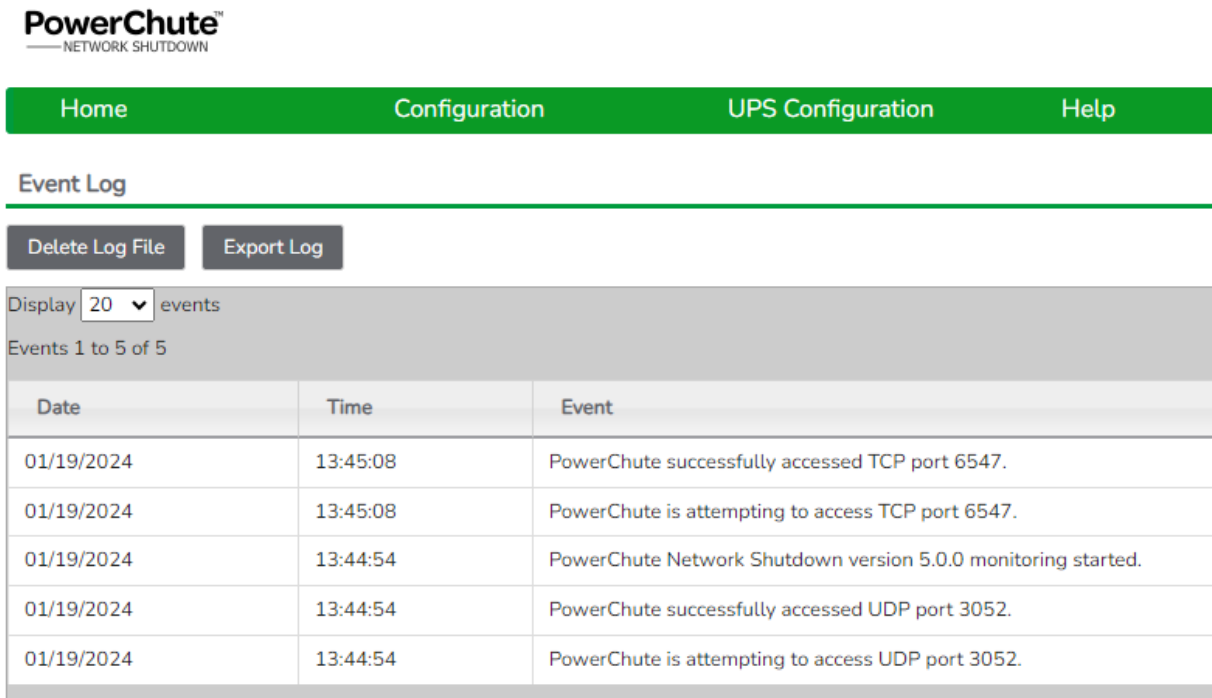 PowerChute™
NETWORK SHUTDOWN
Home Configuration UPS Configuration Help
Event Log
Delete Log File Export Log
Display 20 events
Events 1 to 5 of 5
Date Time Event
01/19/2024 13:45:08 PowerChute successfully accessed TCP port 6547.
01/19/2024 13:45:08 PowerChute is attempting to access TCP port 6547.
01/19/2024 13:44:54 PowerChute Network Shutdown version 5.0.0 monitoring started.
01/19/2024 13:44:54 PowerChute successfully accessed UDP port 3052.
01/19/2024 13:44:54 PowerChute is attempting to access UDP port 3052.